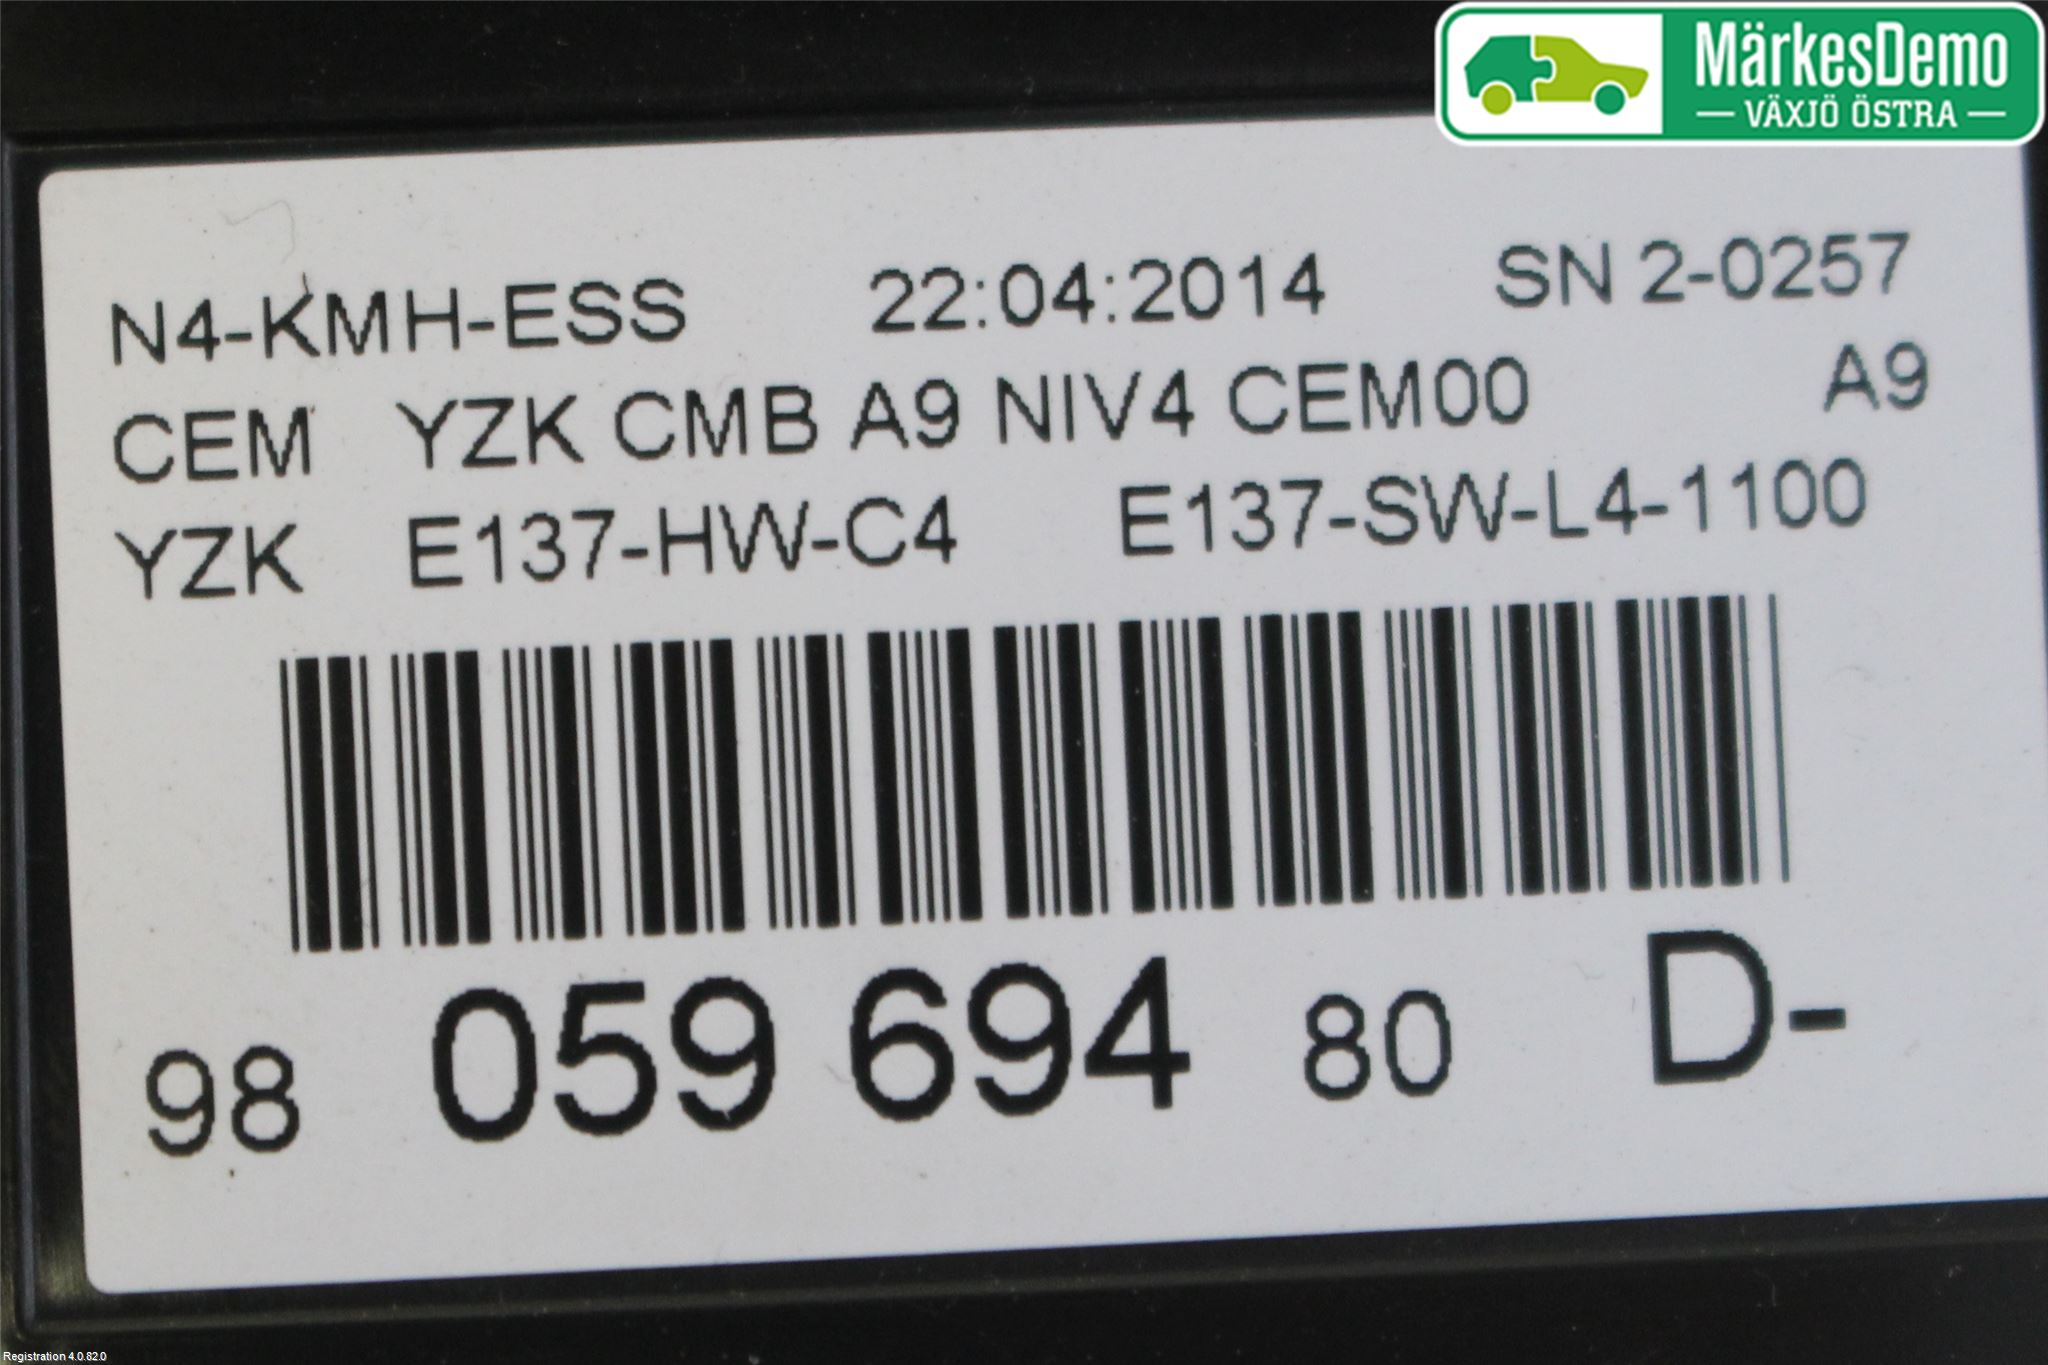 MärkesDemo
VÄXJÖ ÖSTRA
N4-KMH-ESS 22:04:2014 SN 2-0257
CEM YZK CMB A9 NIV4 CEM00 A9
YZK E137-HW-C4 E137-SW-L4-1100
98 059 694 80 D-
Registration 4.0.82.0